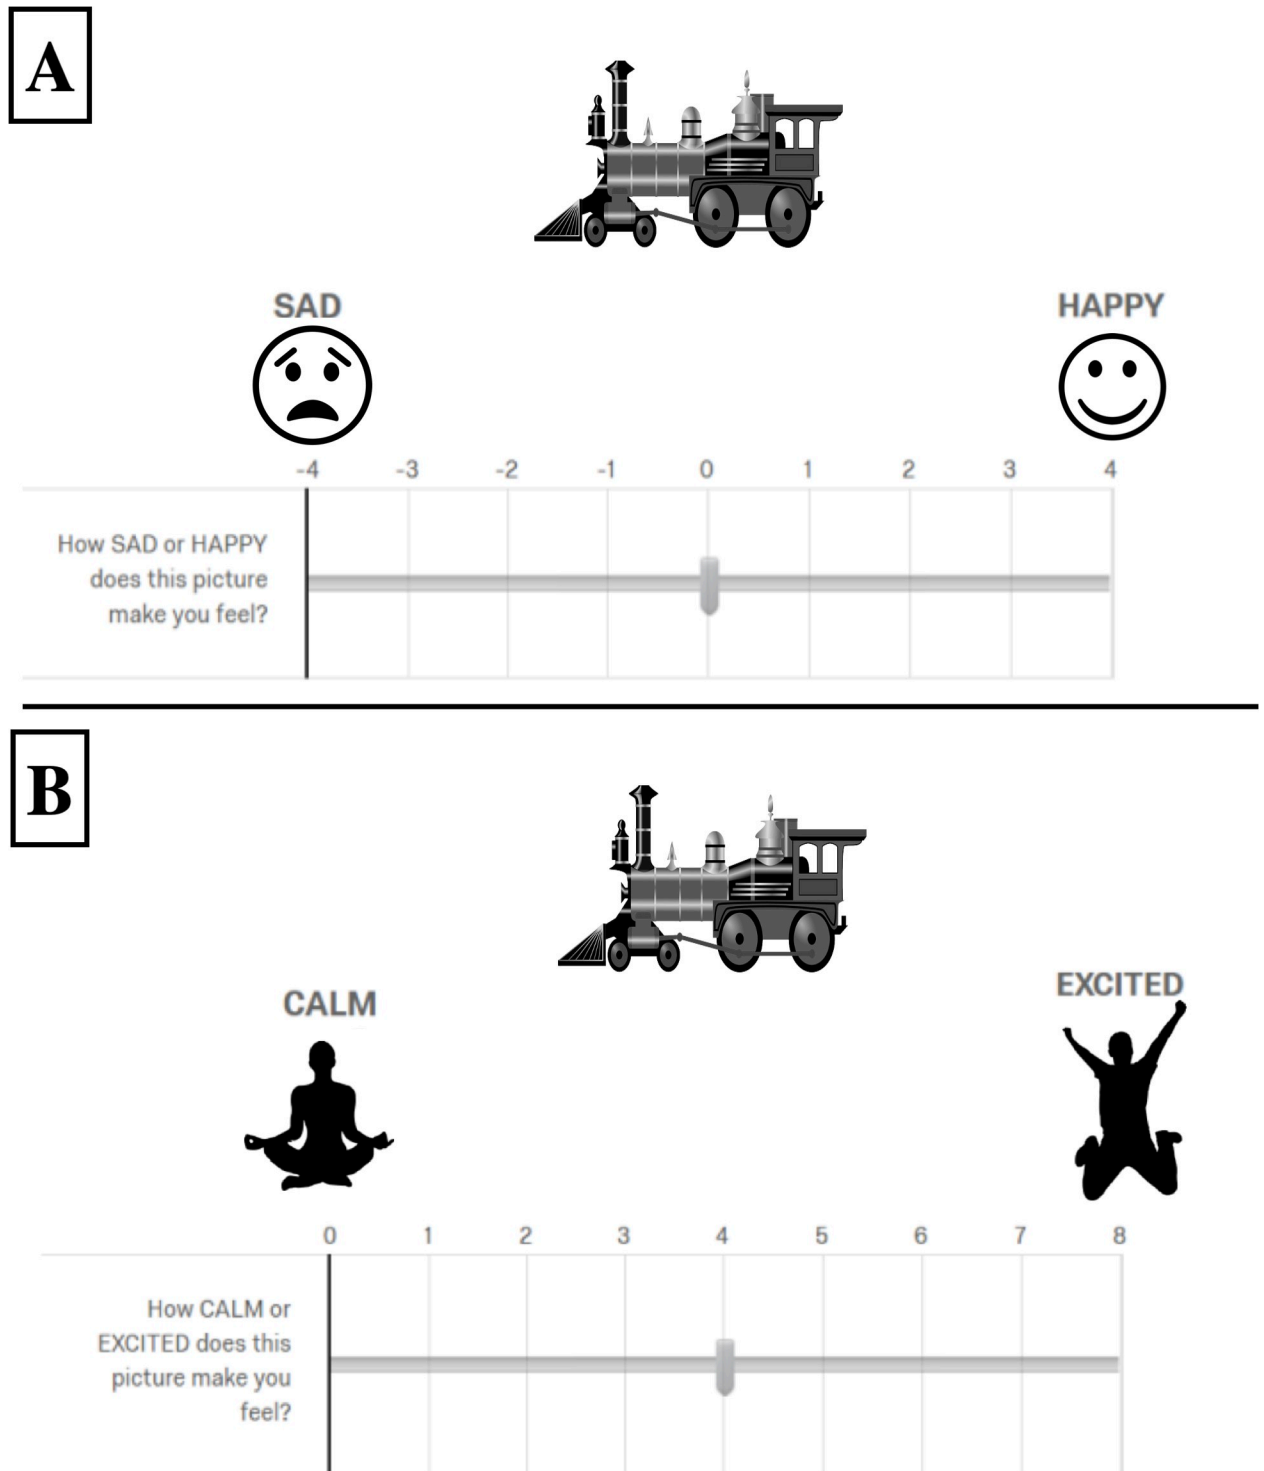 A
SAD HAPPY
-4 -3 -2 -1 0 1 2 3 4
How SAD or HAPPY
does this picture
make you feel?
B
CALM EXCITED
0 1 2 3 4 5 6 7 8
How CALM or
EXCITED does this
picture make you
feel?